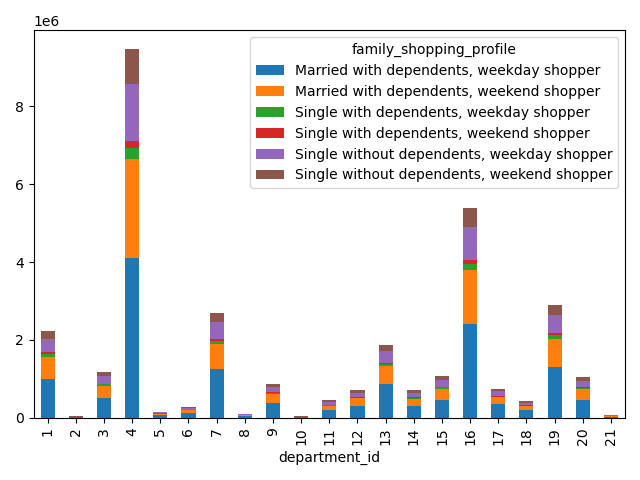 1e6
family_shopping_profile
Married with dependents, weekday shopper
Married with dependents, weekend shopper
Single with dependents, weekday shopper
Single with dependents, weekend shopper
Single without dependents, weekday shopper
Single without dependents, weekend shopper
8
6
4
2
0
1 2 3 4 5 6 7 8 9 10 11 12 13 14 15 16 17 18 19 20 21
department_id